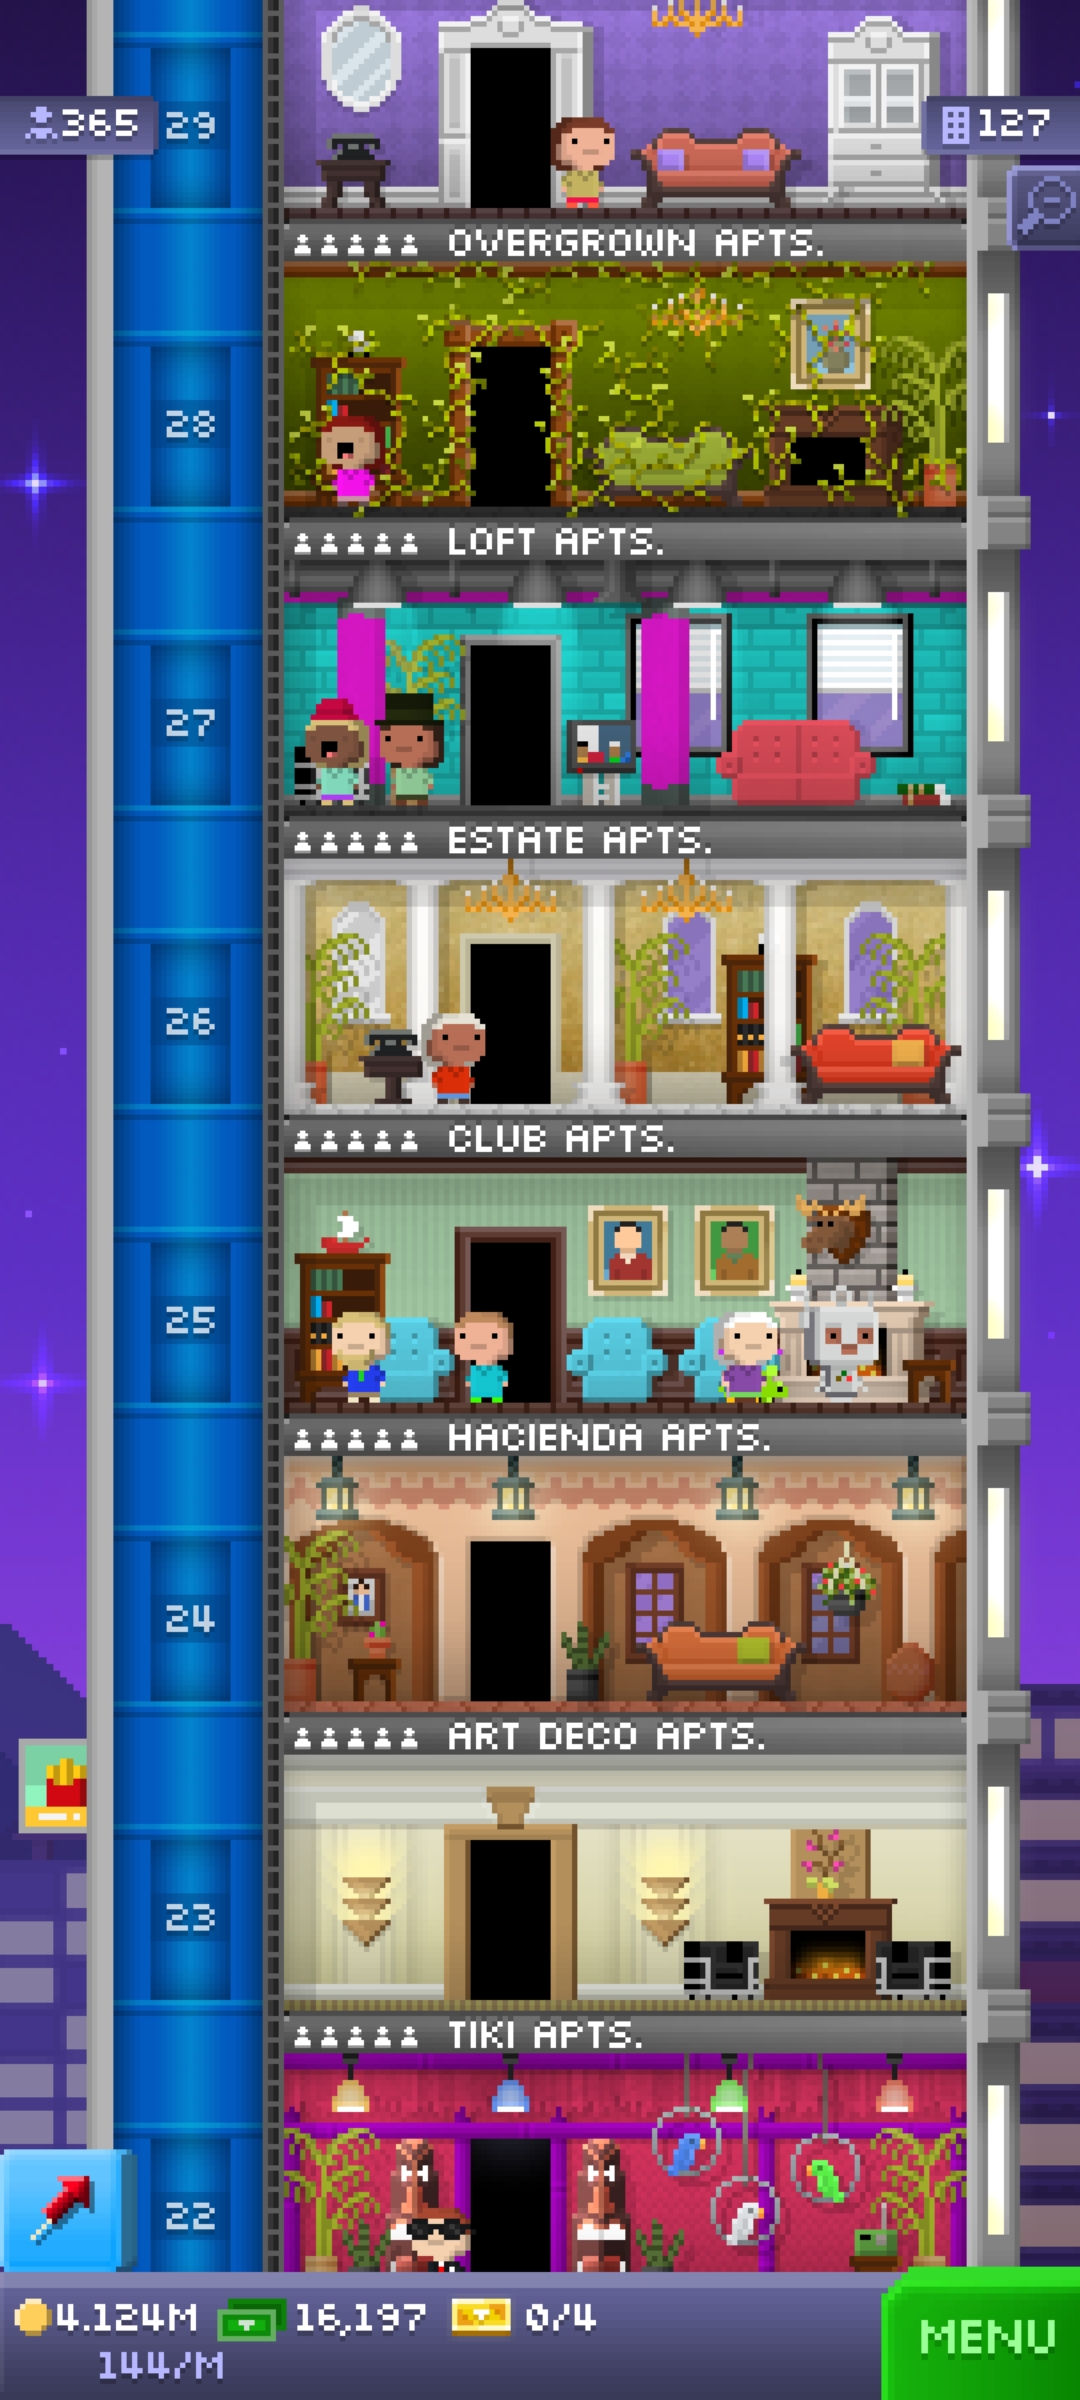 365
29
127
OVERGROWN APTS.
28
LOFT APTS.
27
ESTATE APTS.
26
CLUB APTS.
25
HACIENDA APTS.
24
ART DECO APTS.
23
TIKI APTS.
22
4.124M 16,197 0/4
144/M
MENU